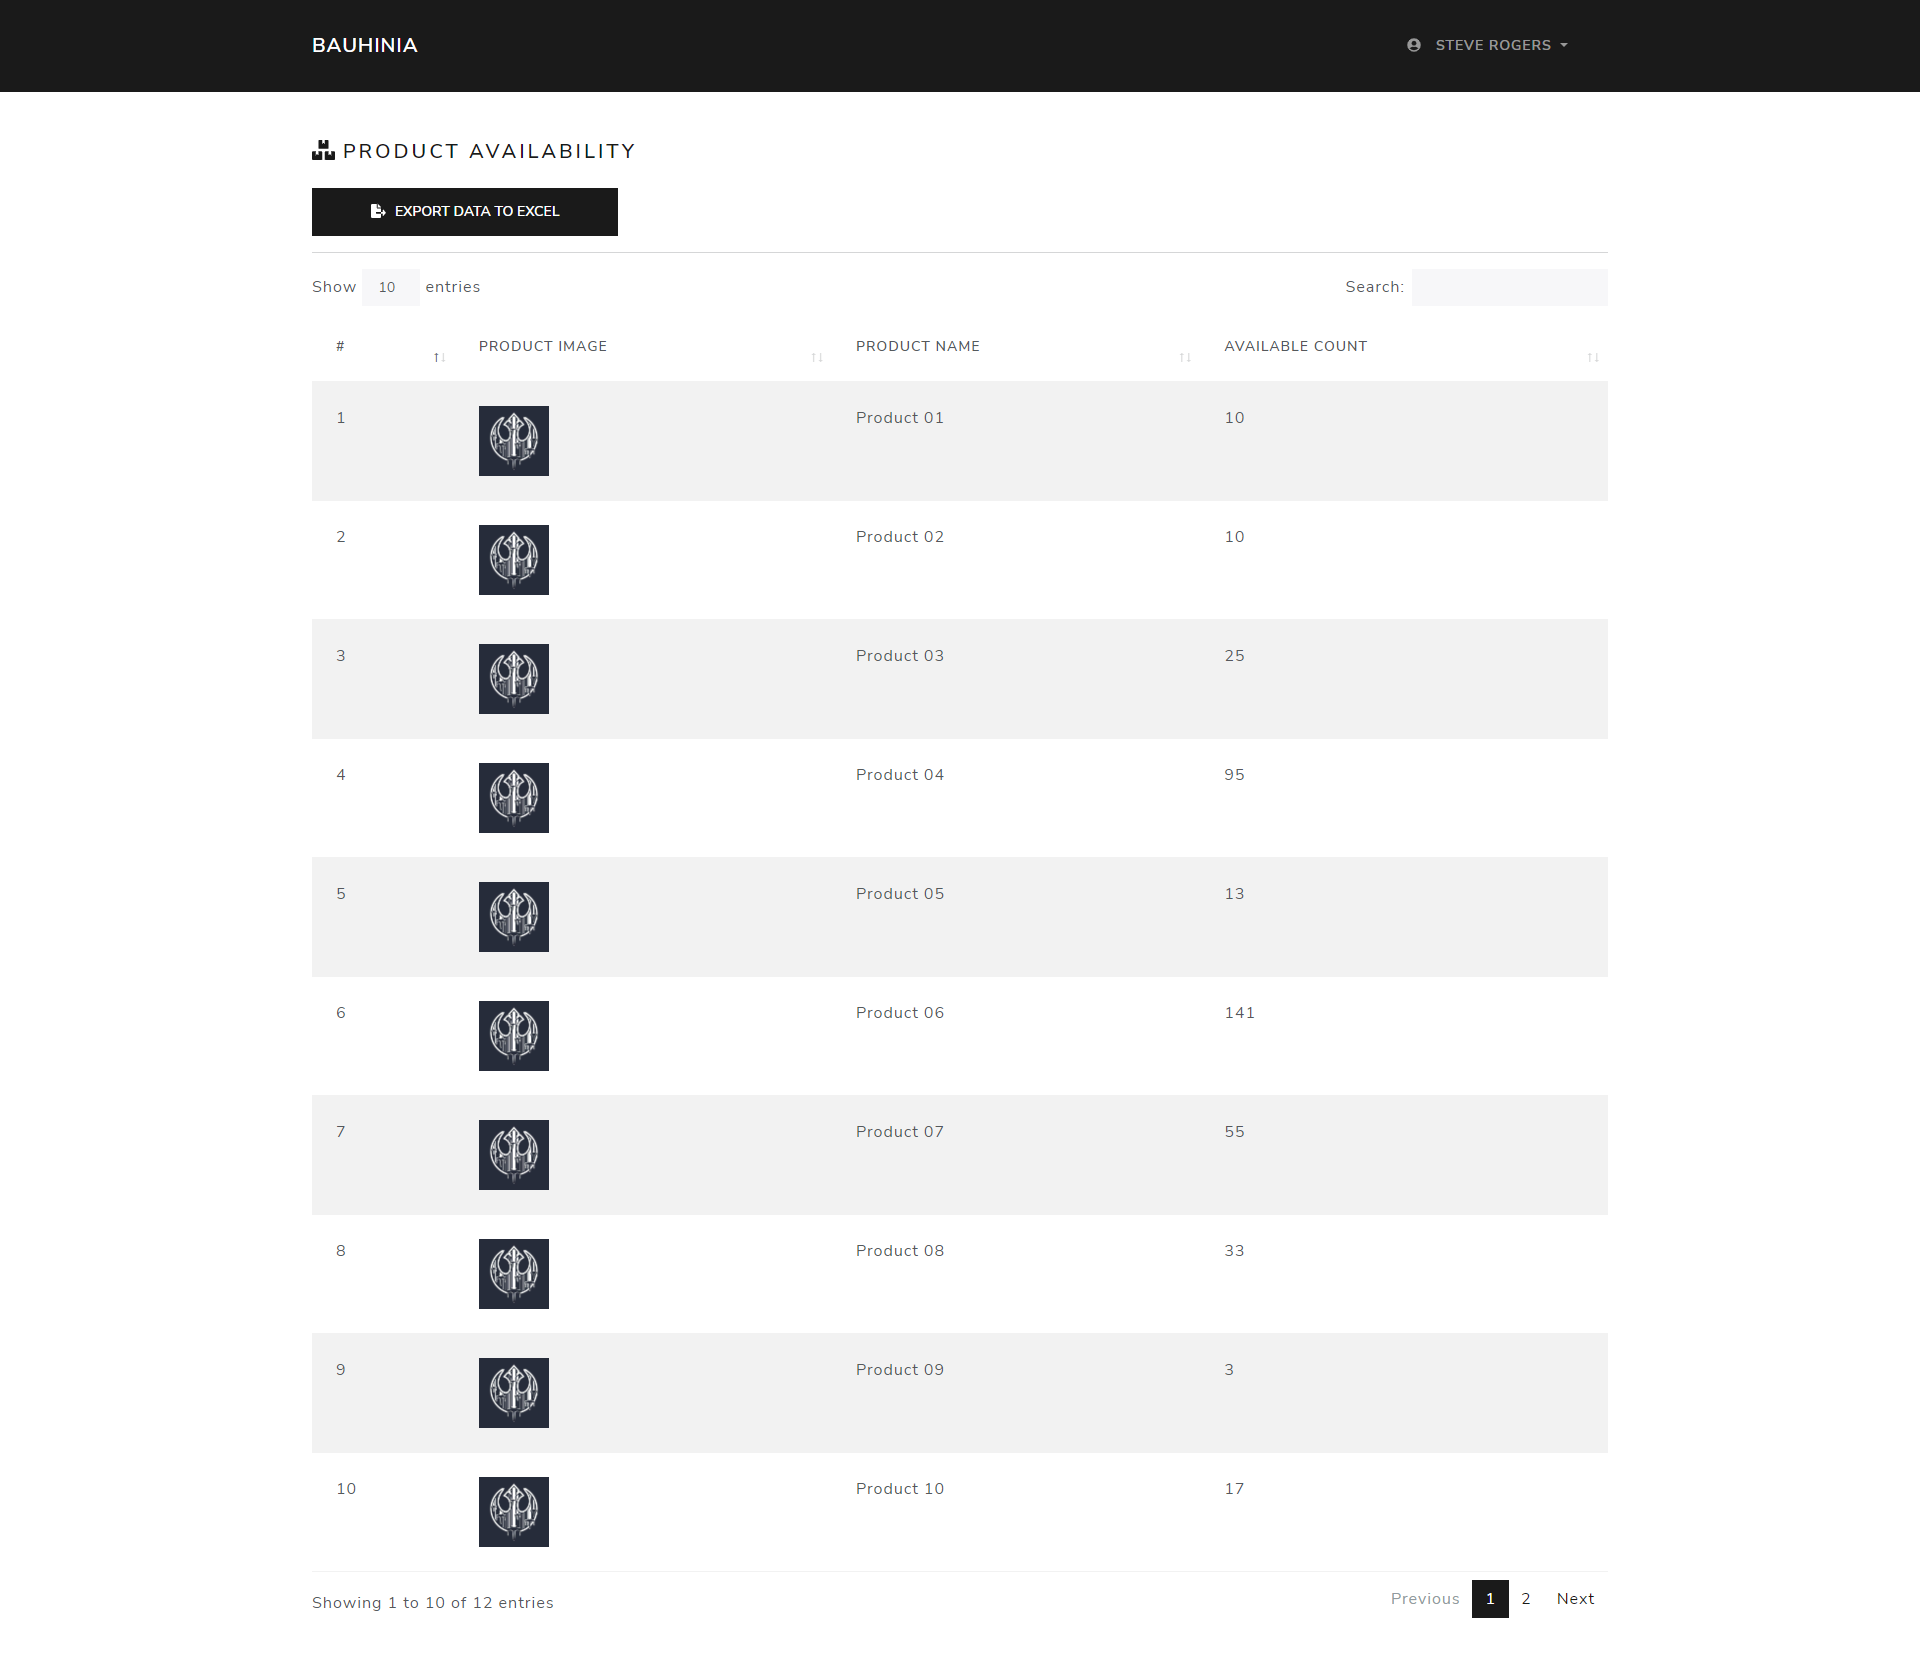 BAUHINIA
STEVE ROGERS
PRODUCT AVAILABILITY
EXPORT DATA TO EXCEL
Show 10 entries
Search:
# PRODUCT IMAGE PRODUCT NAME AVAILABLE COUNT
1 Product 01 10
2 Product 02 10
3 Product 03 25
4 Product 04 95
5 Product 05 13
6 Product 06 141
7 Product 07 55
8 Product 08 33
9 Product 09 3
10 Product 10 17
Showing 1 to 10 of 12 entries
Previous 1 2 Next